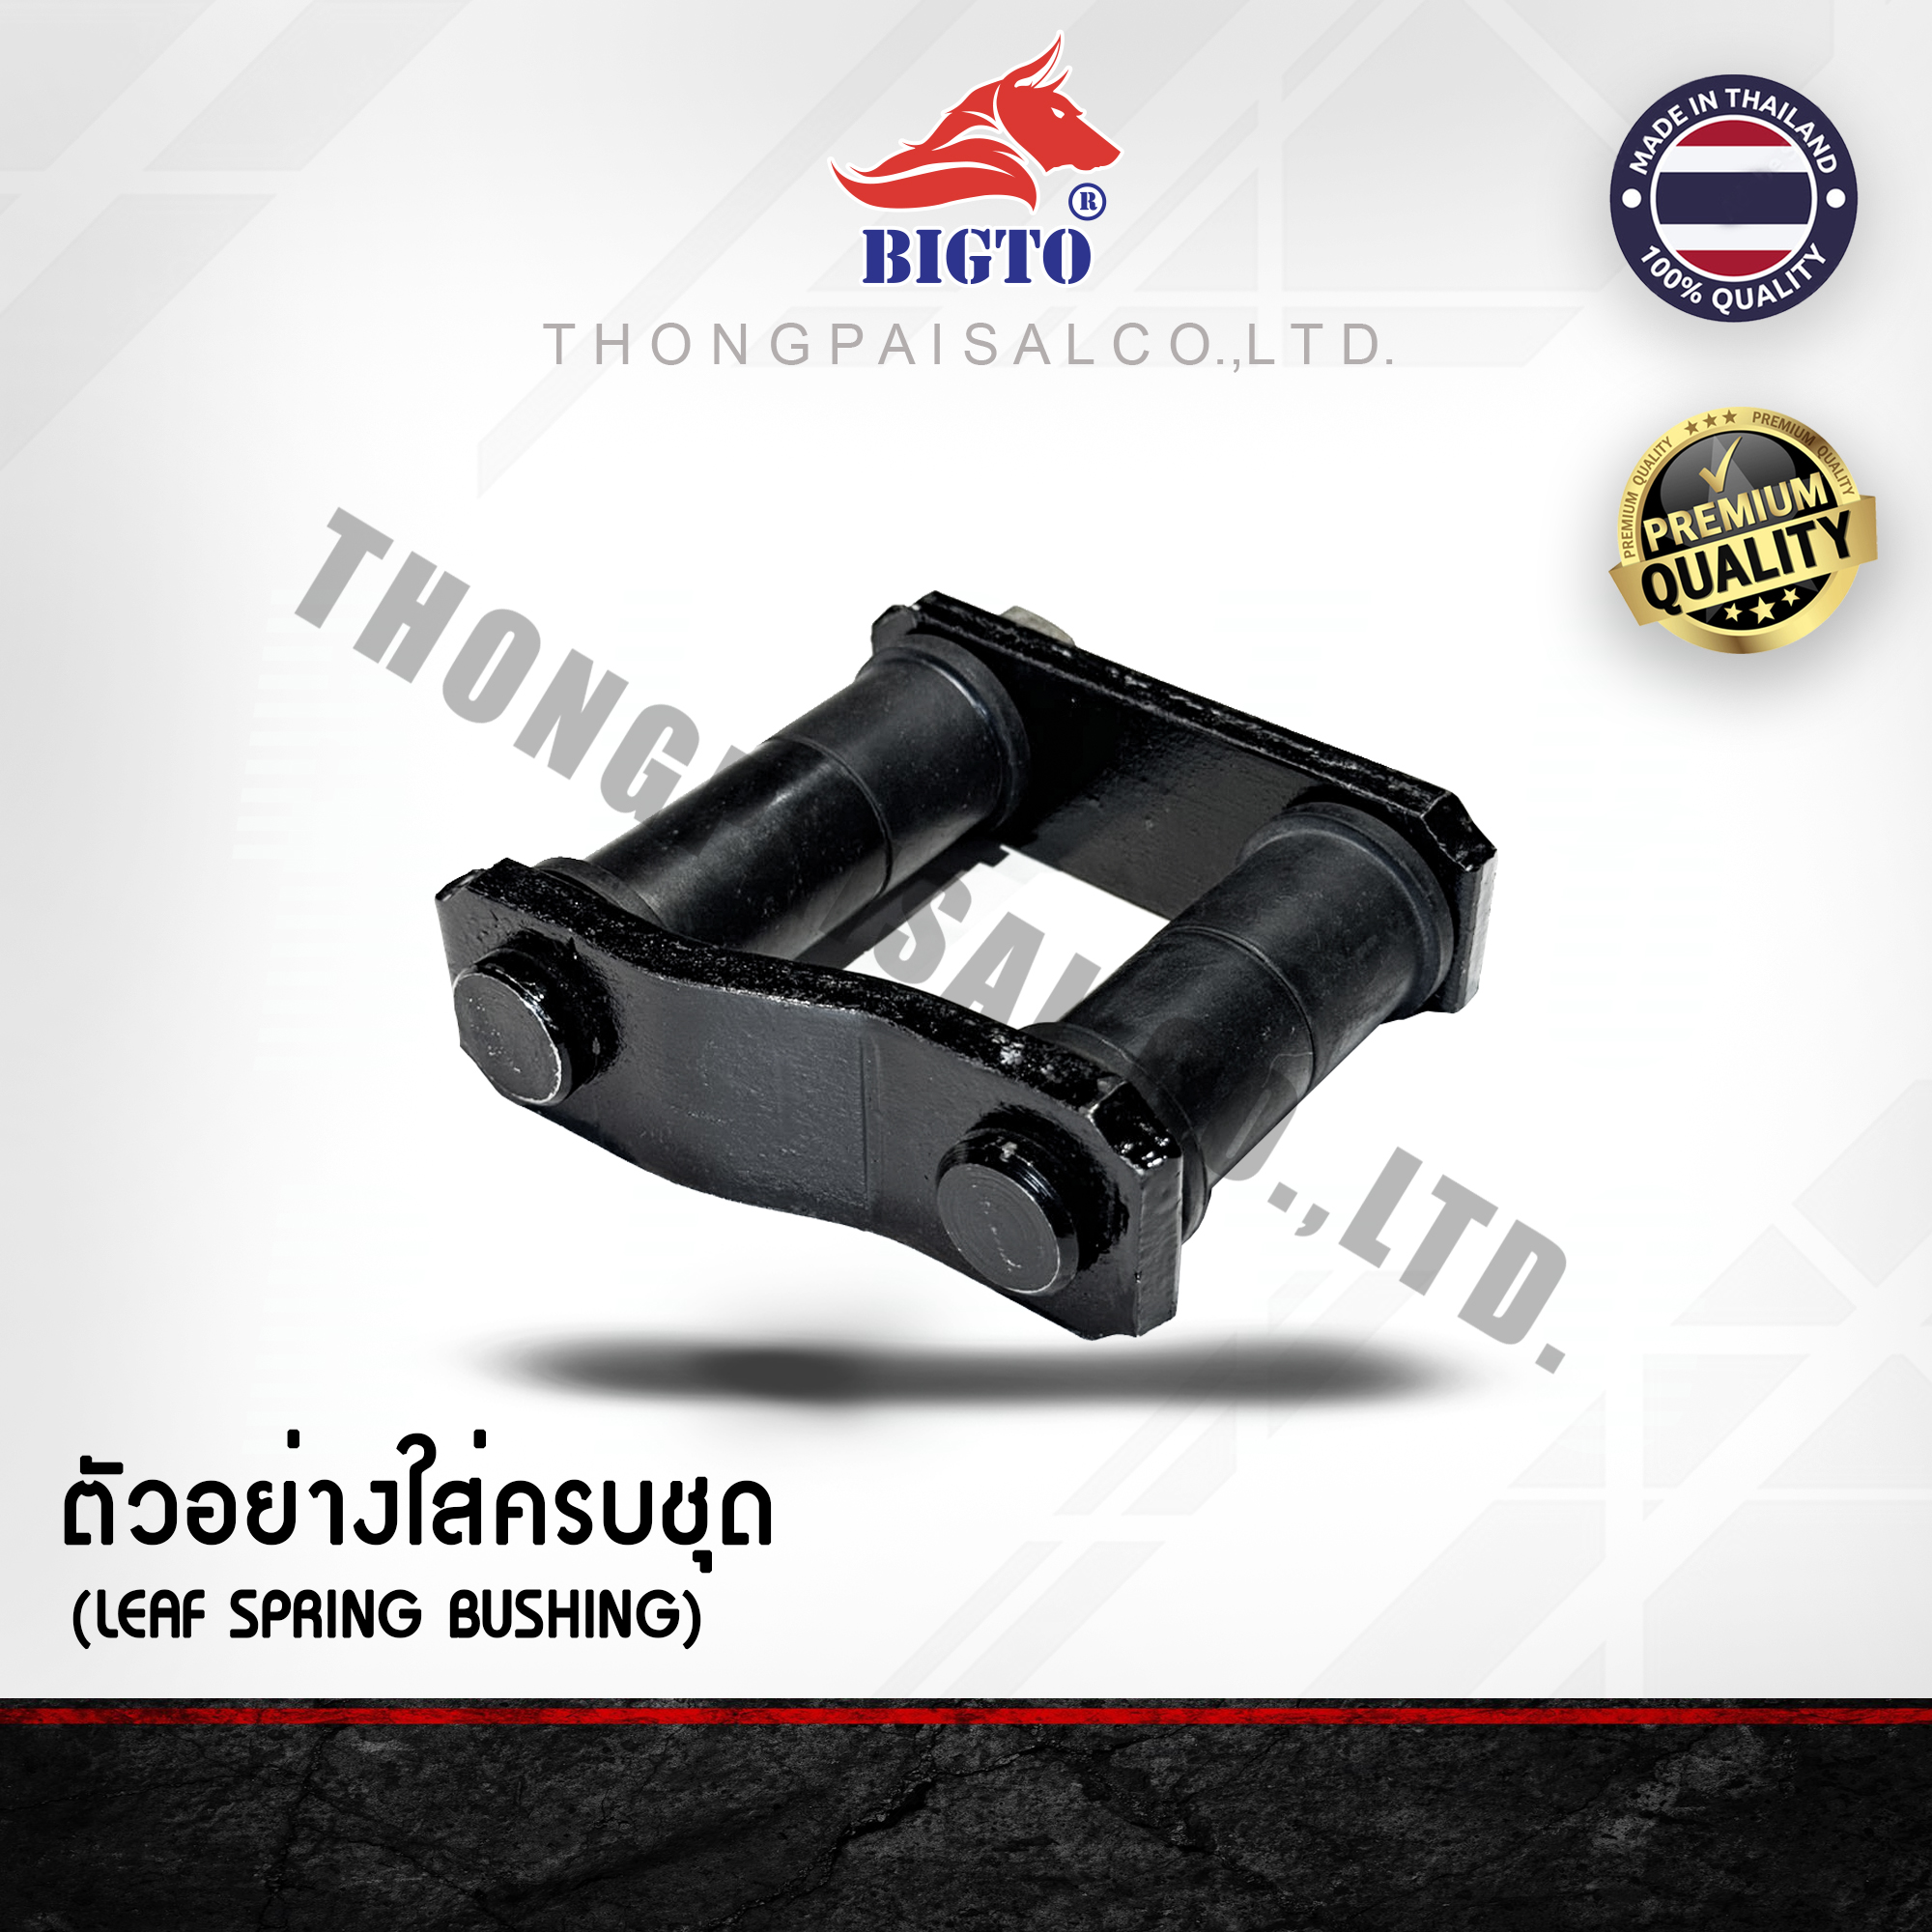 BIGTO
®
THONGPAISALCO.,LTD.
MADE IN THAILAND
100% QUALITY
PREMIUM QUALITY ★★★ PREMIUM QUALITY
PREMIUM
QUALITY
THONGPAISALCO.,LTD.
ตัวอย่างใส่ครบชุด
(LEAF SPRING BUSHING)